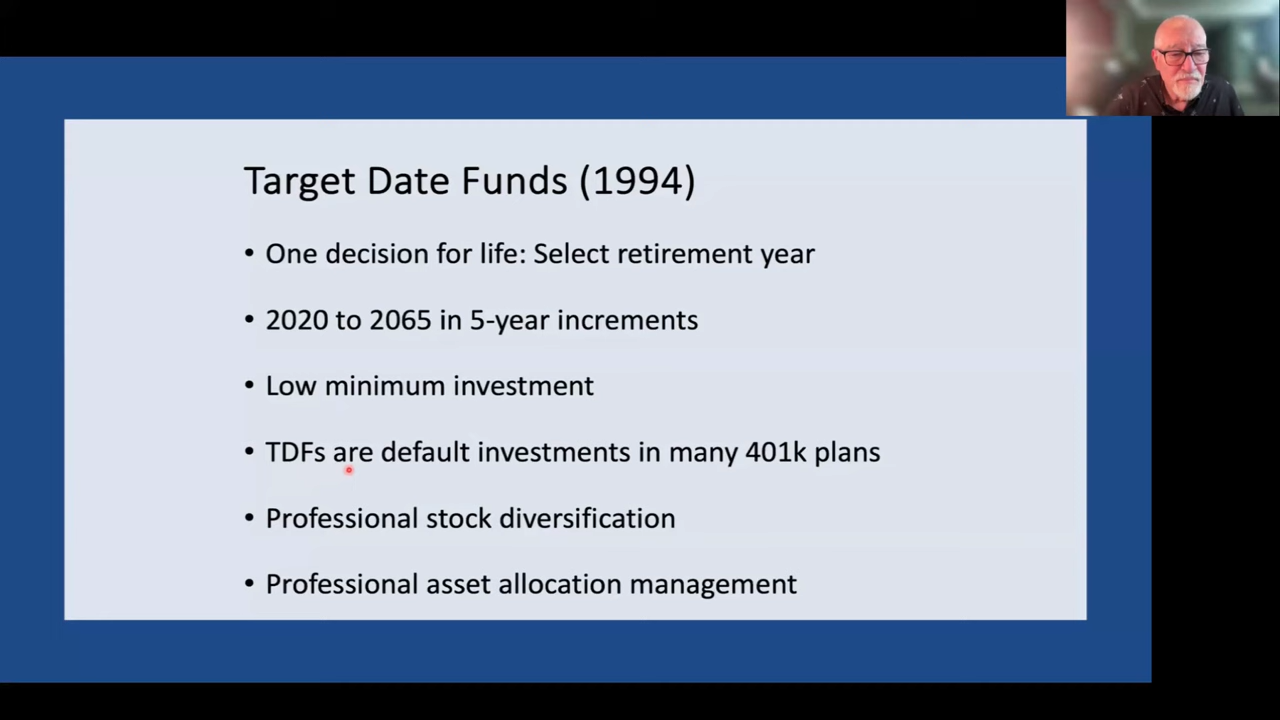 Target Date Funds (1994)
• One decision for life: Select retirement year
• 2020 to 2065 in 5-year increments
• Low minimum investment
• TDFs are default investments in many 401k plans
• Professional stock diversification
• Professional asset allocation management